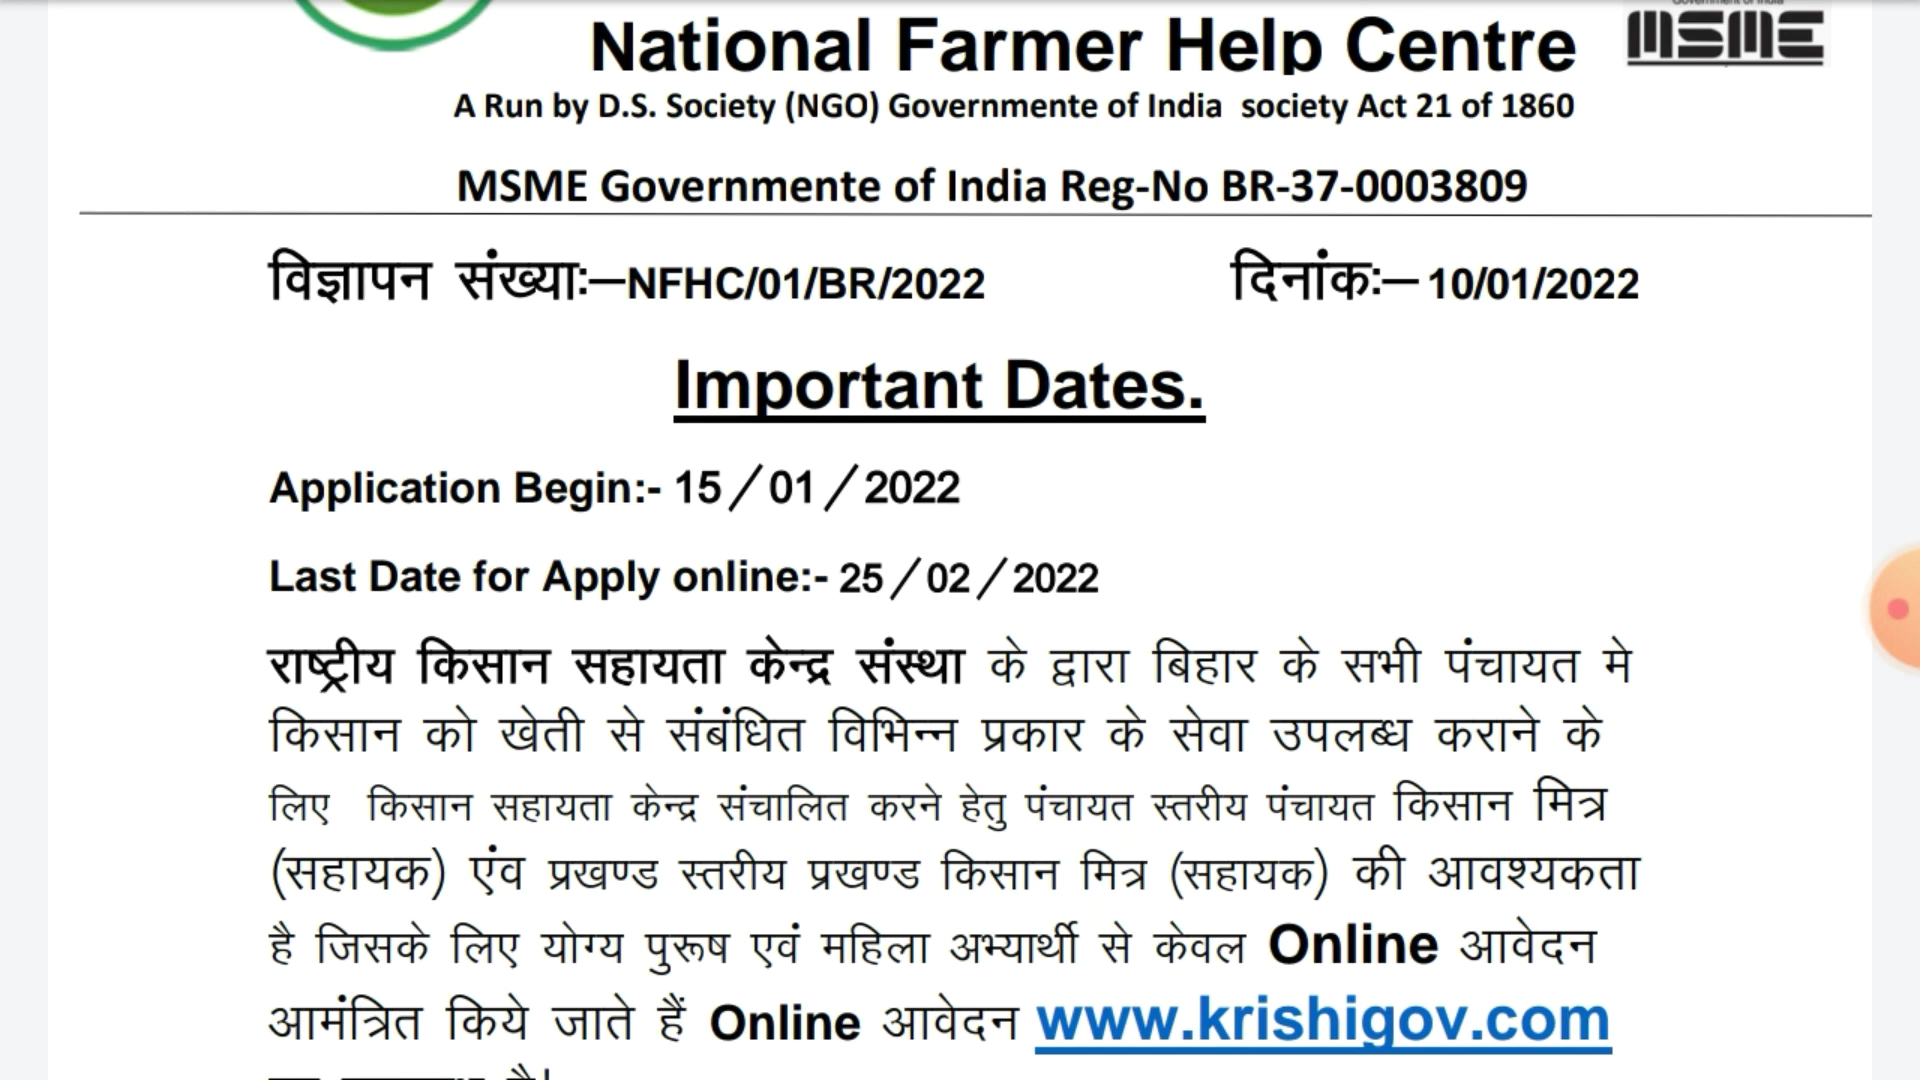 Government of India
National Farmer Help Centre
MSME
A Run by D.S. Society (NGO) Governmente of India society Act 21 of 1860
MSME Governmente of India Reg-No BR-37-0003809
विज्ञापन संख्याः–NFHC/01/BR/2022 दिनांकः– 10/01/2022
Important Dates.
Application Begin:- 15/01/2022
Last Date for Apply online:- 25/02/2022
राष्ट्रीय किसान सहायता केन्द्र संस्था के द्वारा बिहार के सभी पंचायत मे
किसान को खेती से संबंधित विभिन्न प्रकार के सेवा उपलब्ध कराने के
लिए किसान सहायता केन्द्र संचालित करने हेतु पंचायत स्तरीय पंचायत किसान मित्र
(सहायक) एंव प्रखण्ड स्तरीय प्रखण्ड किसान मित्र (सहायक) की आवश्यकता
है जिसके लिए योग्य पुरूष एवं महिला अभ्यार्थी से केवल Online आवेदन
आमंत्रित किये जाते हैं Online आवेदन www.krishigov.com